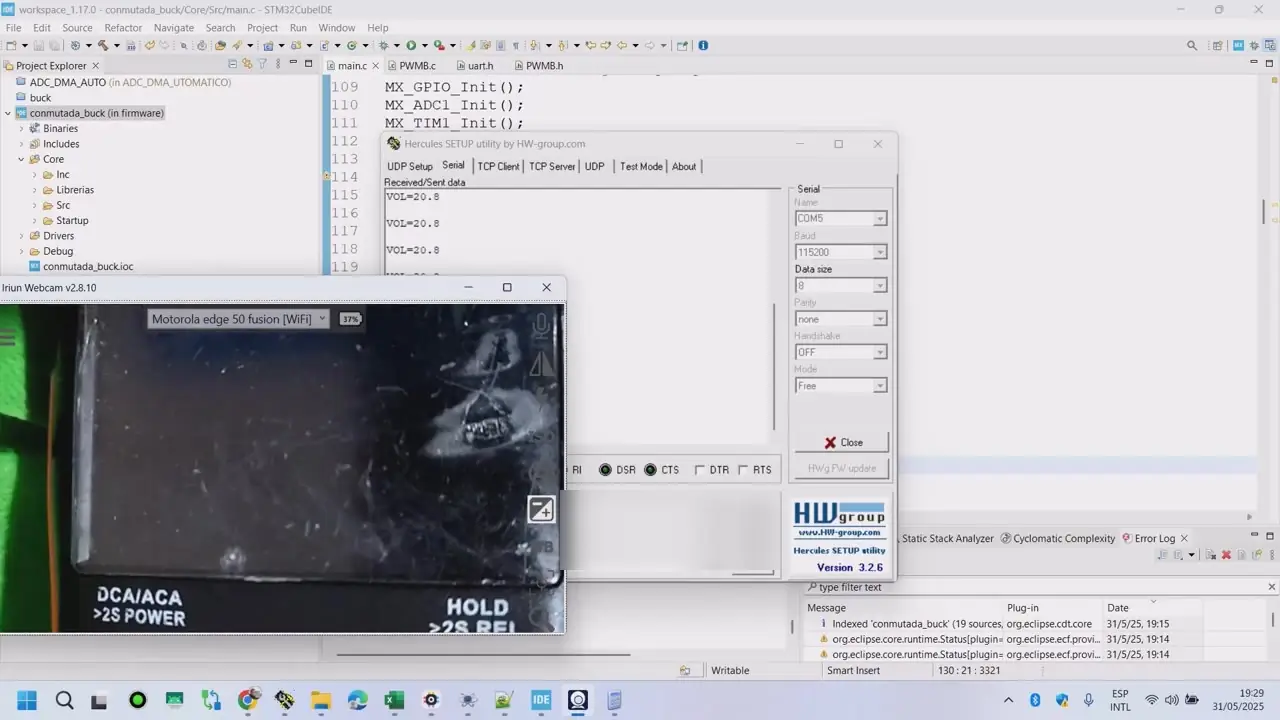 workspace_1.17.0 - conmutada_buck/Core/Src/main.c - STM32CubeIDE
File Edit Source Refactor Navigate Search Project Run Window Help
Project Explorer
main.c
PWMB.c
uart.h
PWMB.h
ADC_DMA_AUTO (in ADC_DMA_UTOMATICO)
buck
conmutada_buck (in firmware)
Binaries
Includes
Core
Inc
Librerias
Src
Startup
Drivers
Debug
conmutada_buck.ioc
109 MX_GPIO_Init();
110 MX_ADC1_Init();
111 MX_TIM1_Init();
112
113
114
115
116
117
118
119
Hercules SETUP utility by HW-group.com
UDP Setup Serial TCP Client TCP Server UDP Test Mode About
Received/Sent data
VOL=20.8
VOL=20.8
VOL=20.8
Serial
Name
COM5
Baud
115200
Data size
8
Parity
none
Handshake
OFF
Mode
Free
Close
HWg FW update
RI DSR CTS DTR RTS
HWgroup
www.HW-group.com
Hercules SETUP utility
Version 3.2.6
Iriun Webcam v2.8.10
Motorola edge 50 fusion [WiFi]
37%
DCA/ACA
>2S POWER
HOLD
>2S REL
Static Stack Analyzer Cyclomatic Complexity Error Log
type filter text
Message Plug-in Date
Indexed 'conmutada_buck' (19 sources, org.eclipse.cdt.core 31/5/25, 19:15
org.eclipse.core.runtime.Status[plugin= org.eclipse.ecf.provi... 31/5/25, 19:14
org.eclipse.core.runtime.Status[plugin= org.eclipse.ecf.provi... 31/5/25, 19:14
Writable Smart Insert 130 : 21 : 3321
IDE
ESP
INTL
19:29
31/05/2025